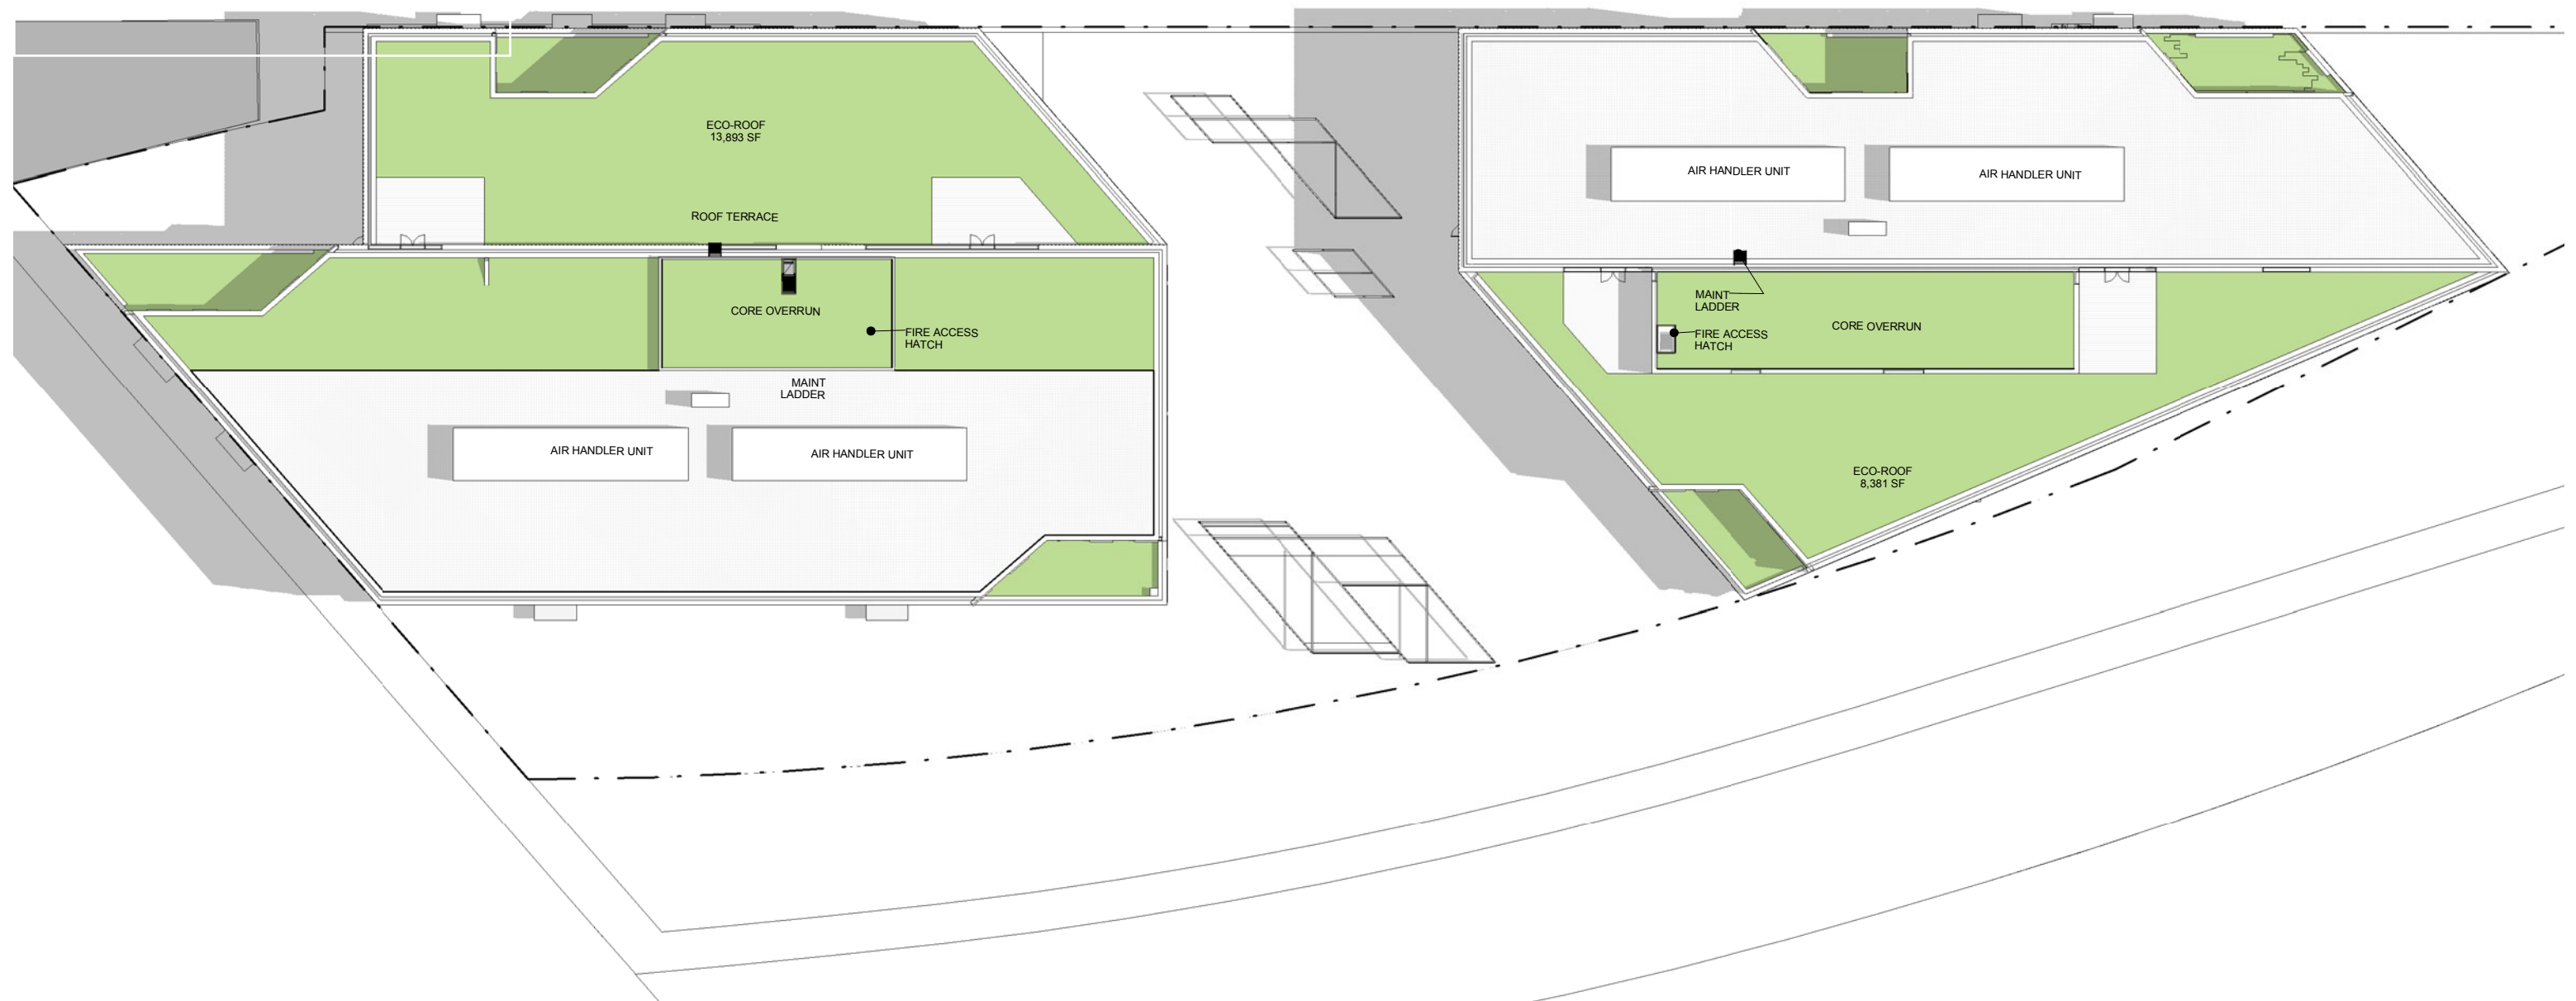 ECO-ROOF
13,893 SF
ROOF TERRACE
CORE OVERRUN
FIRE ACCESS
HATCH
MAINT
LADDER
AIR HANDLER UNIT
AIR HANDLER UNIT
AIR HANDLER UNIT
AIR HANDLER UNIT
MAINT
LADDER
FIRE ACCESS
HATCH
CORE OVERRUN
ECO-ROOF
8,381 SF